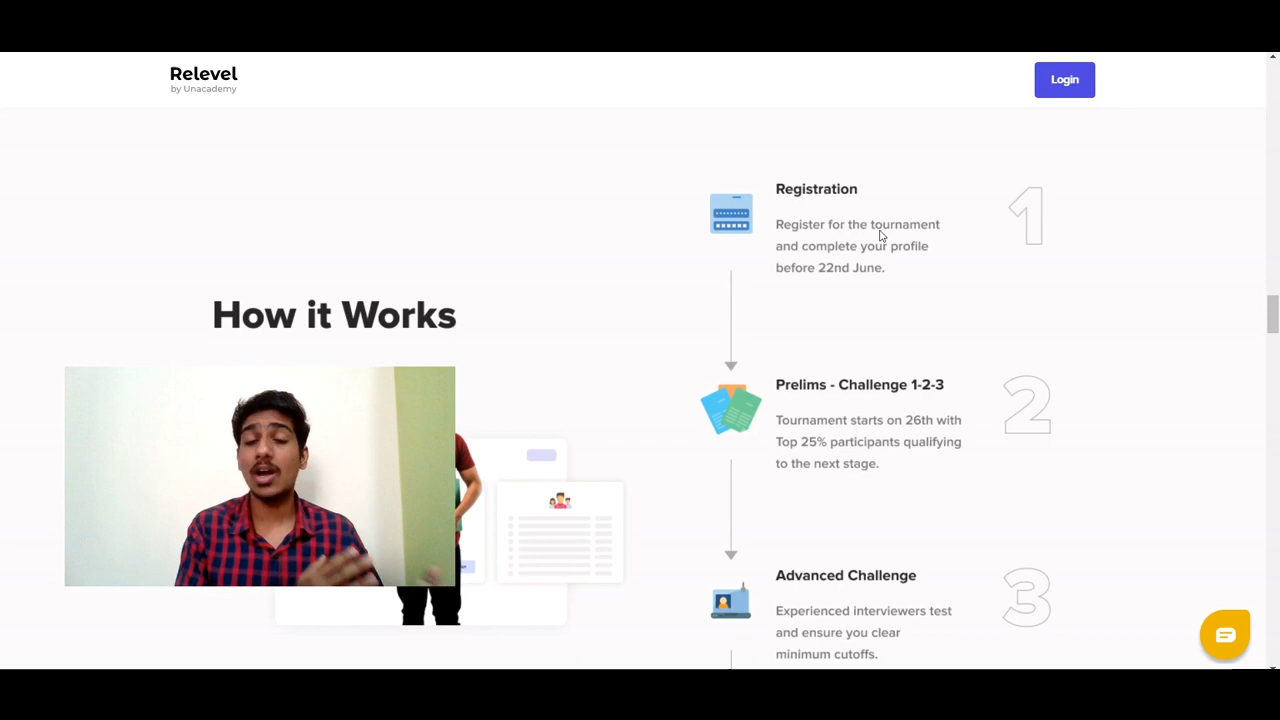 Relevel
by Unacademy
Login
How it Works
Registration
Register for the tournament
and complete your profile
before 22nd June.
1
Prelims - Challenge 1-2-3
Tournament starts on 26th with
Top 25% participants qualifying
to the next stage.
2
Advanced Challenge
Experienced interviewers test
and ensure you clear
minimum cutoffs.
3